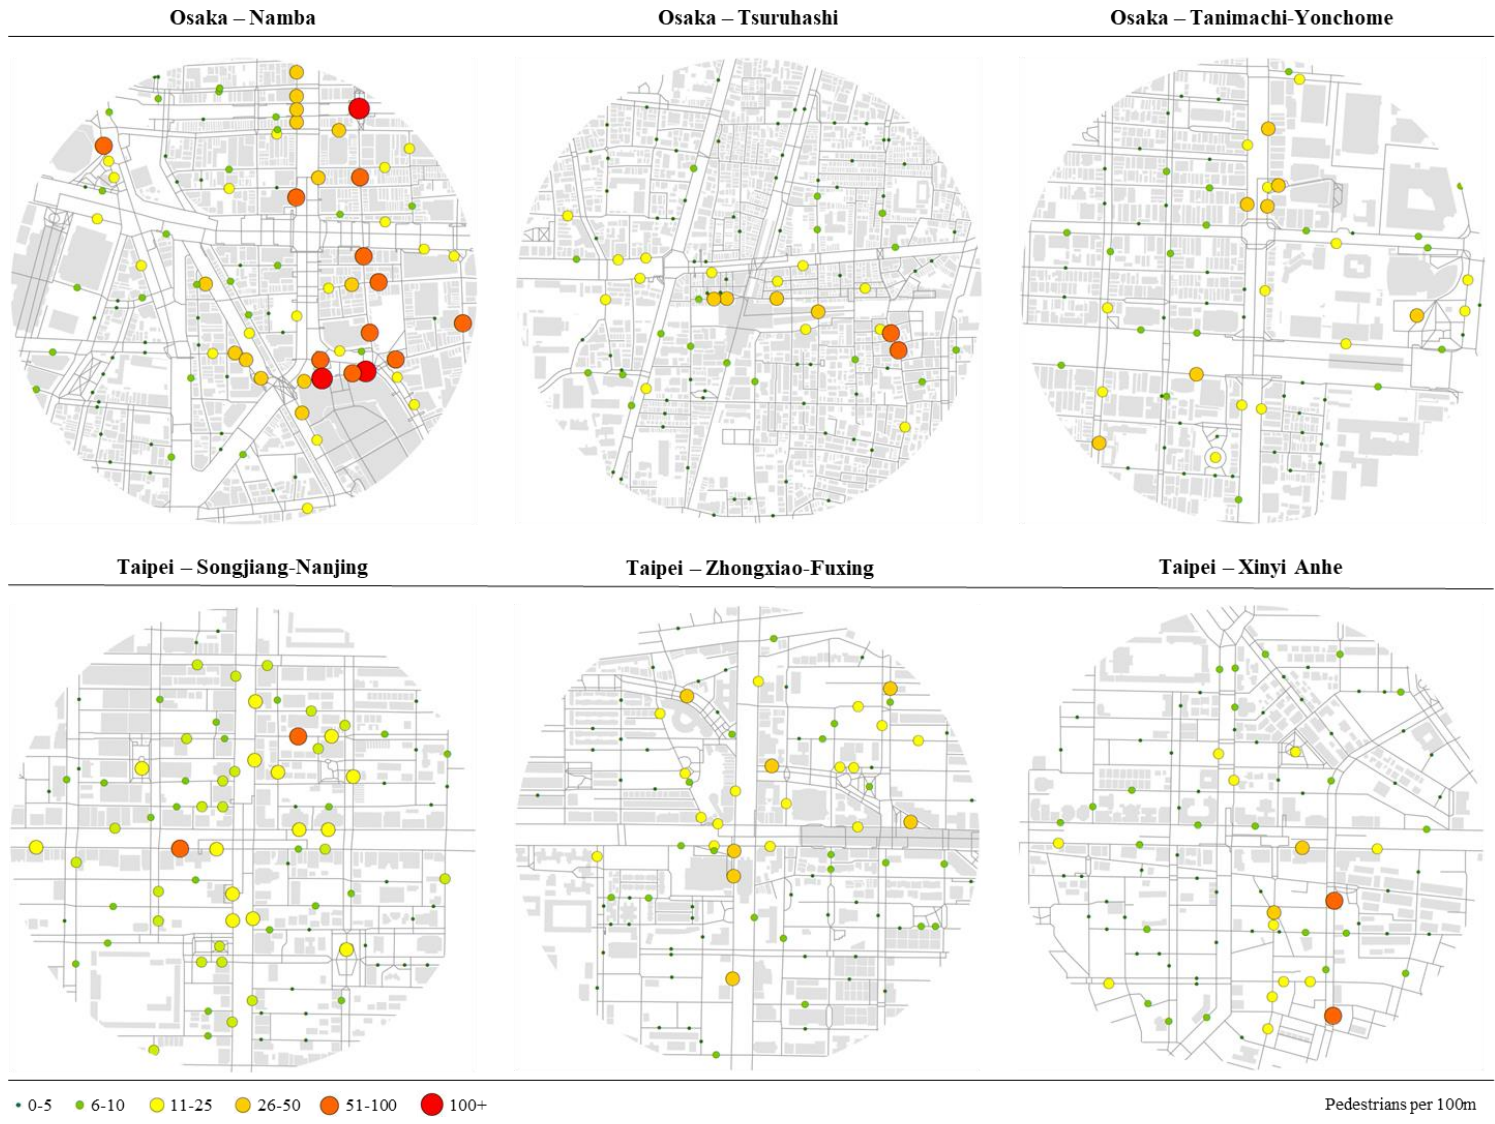 Osaka – Namba
Osaka – Tsuruhashi
Osaka – Tanimachi-Yonchome
Taipei – Songjiang-Nanjing
Taipei – Zhongxiao-Fuxing
Taipei – Xinyi Anhe
0-5
6-10
11-25
26-50
51-100
100+
Pedestrians per 100m